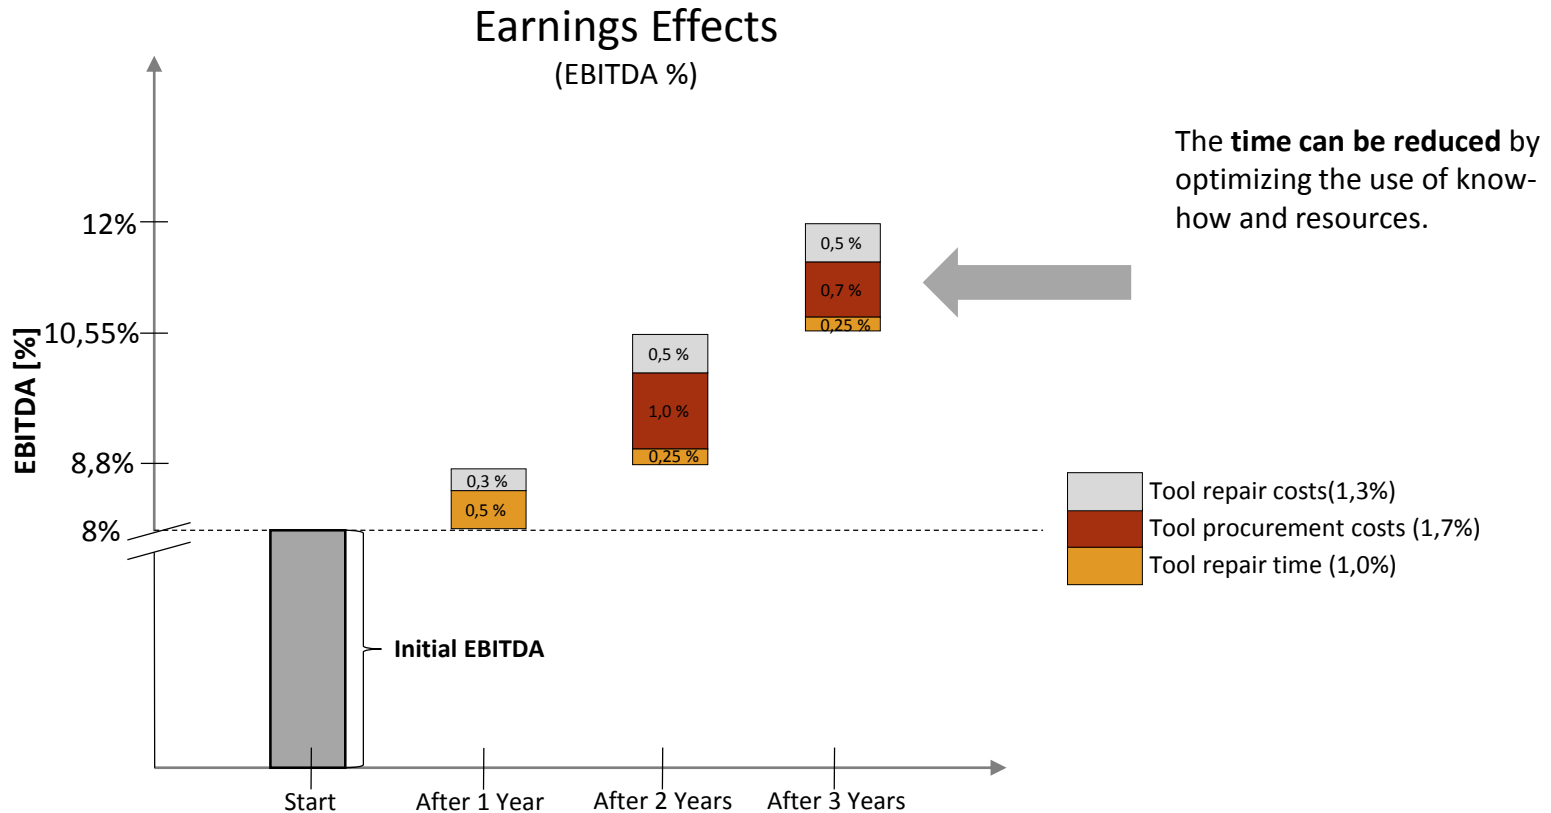 Earnings Effects
(EBITDA %)
The time can be reduced by
optimizing the use of know-
how and resources.
EBITDA [%]
12%
10,55%
8,8%
8%
0,5 %
0,7 %
0,25 %
0,5 %
1,0 %
0,25 %
0,3 %
0,5 %
Tool repair costs(1,3%)
Tool procurement costs (1,7%)
Tool repair time (1,0%)
Initial EBITDA
Start
After 1 Year
After 2 Years
After 3 Years